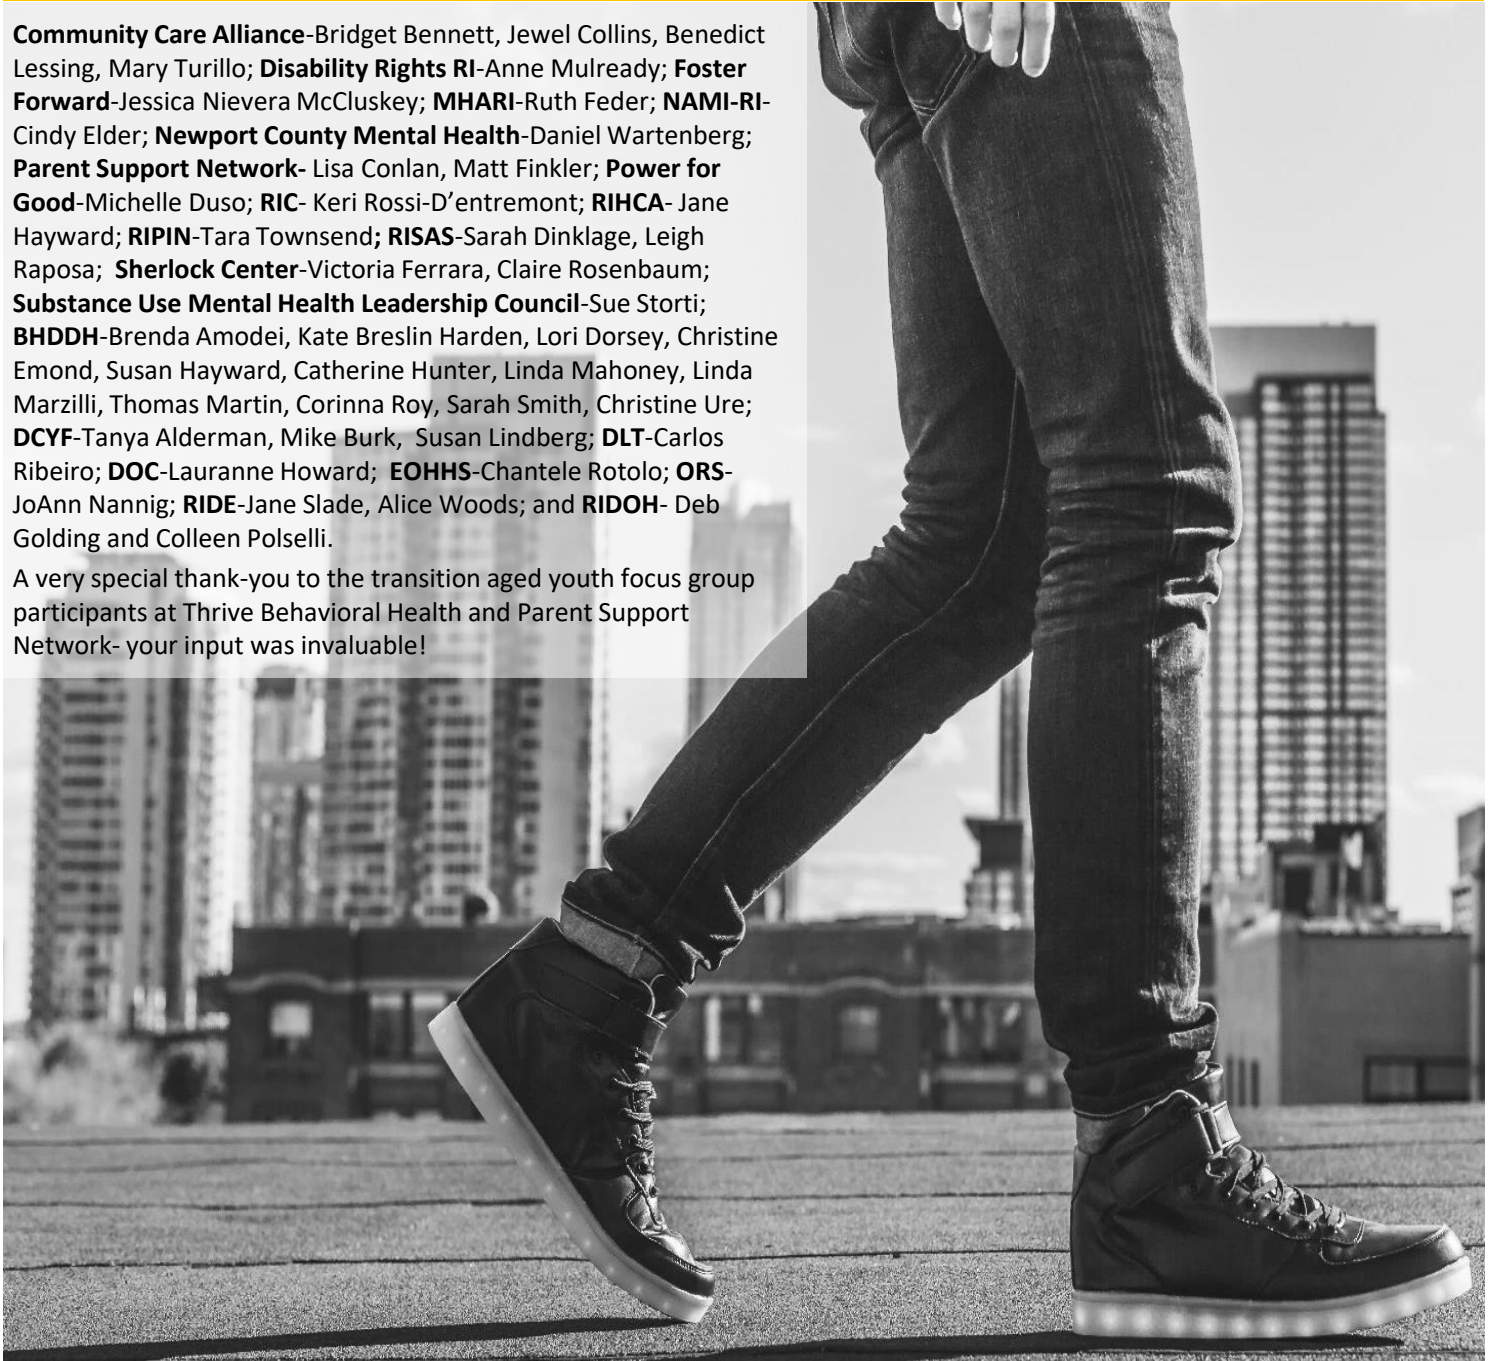 Community Care Alliance-Bridget Bennett, Jewel Collins, Benedict
Lessing, Mary Turillo; Disability Rights RI-Anne Mulready; Foster
Forward-Jessica Nievera McCluskey; MHARI-Ruth Feder; NAMI-RI-
Cindy Elder; Newport County Mental Health-Daniel Wartenberg;
Parent Support Network- Lisa Conlan, Matt Finkler; Power for
Good-Michelle Duso; RIC- Keri Rossi-D’entremont; RIHCA- Jane
Hayward; RIPIN-Tara Townsend; RISAS-Sarah Dinklage, Leigh
Raposa;  Sherlock Center-Victoria Ferrara, Claire Rosenbaum;
Substance Use Mental Health Leadership Council-Sue Storti;
BHDDH-Brenda Amodei, Kate Breslin Harden, Lori Dorsey, Christine
Emond, Susan Hayward, Catherine Hunter, Linda Mahoney, Linda
Marzilli, Thomas Martin, Corinna Roy, Sarah Smith, Christine Ure;
DCYF-Tanya Alderman, Mike Burk,  Susan Lindberg; DLT-Carlos
Ribeiro; DOC-Lauranne Howard;  EOHHS-Chantele Rotolo; ORS-
JoAnn Nannig; RIDE-Jane Slade, Alice Woods; and RIDOH- Deb
Golding and Colleen Polselli.
A very special thank-you to the transition aged youth focus group
participants at Thrive Behavioral Health and Parent Support
Network- your input was invaluable!